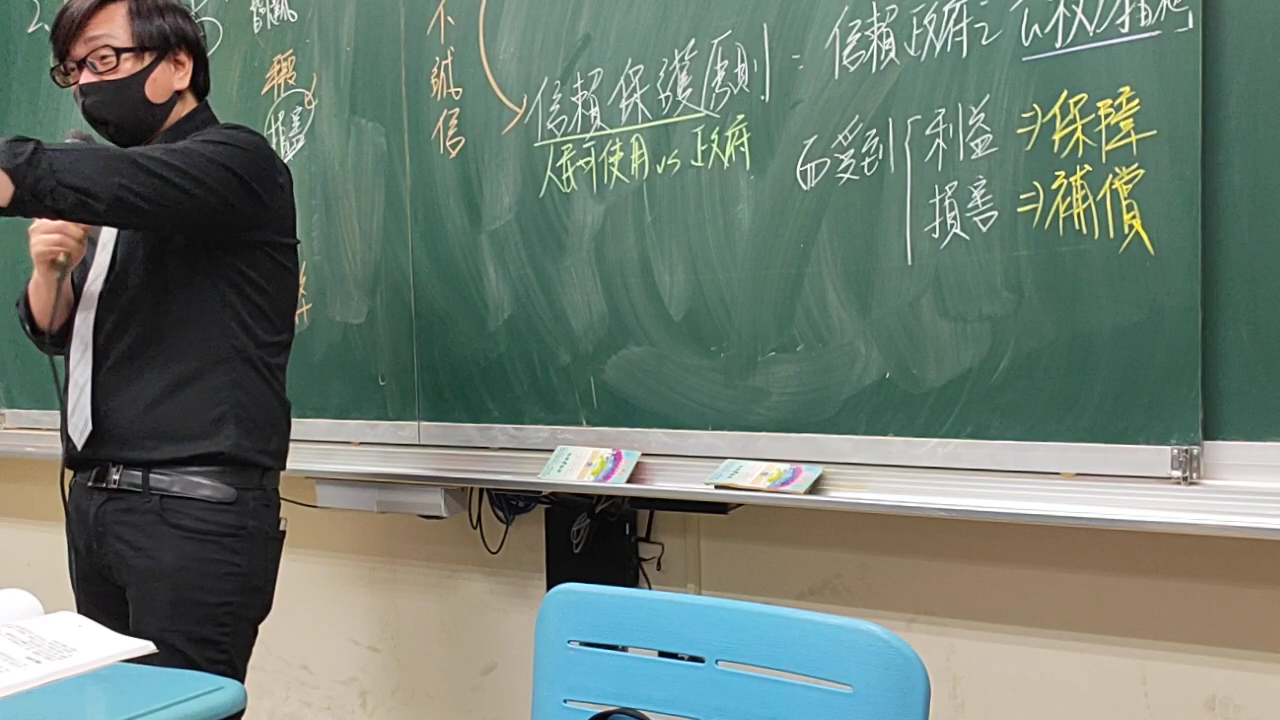 不誠信
信賴保護原則：信賴政府之「公權力措施」
人民可使用 vs 政府
而受到
利益⇒保障
損害⇒補償